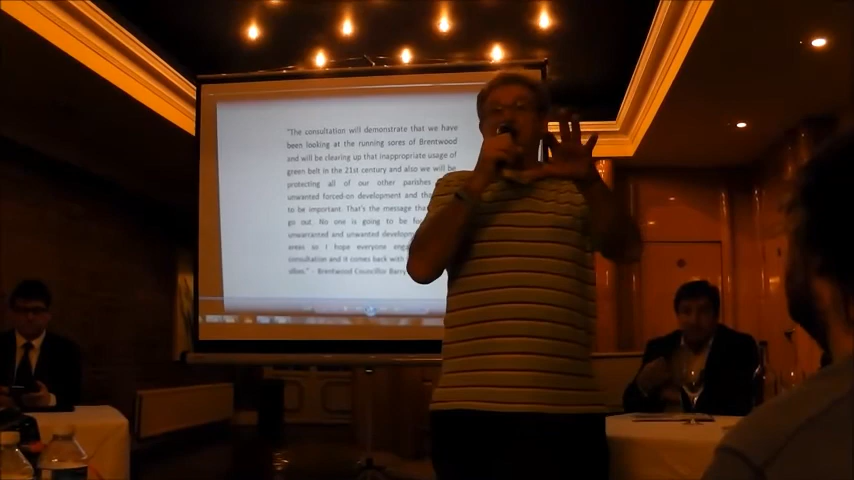 "The consultation will demonstrate that we have
been looking at the running sores of Brentwood
and will be clearing up that inappropriate usage of
green belt in the 21st century and also we will be
protecting all of our other parishes
unwanted forced-on development and
to be important. That's the message
go out. No one is going to be
unwarranted and unwanted
areas so I hope everyone
consultation and it comes back with
" - Brentwood Councillor Barry